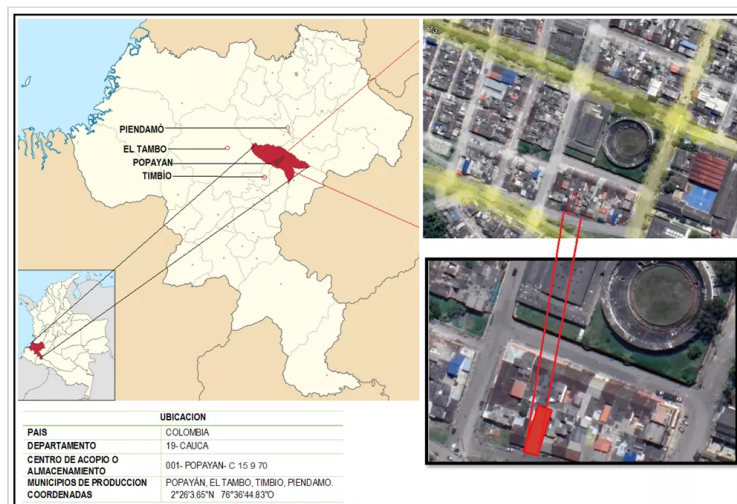 PIENDAMÓ
EL TAMBO
POPAYAN
TIMBÍO
UBICACION
PAIS COLOMBIA
DEPARTAMENTO 19- CAUCA
CENTRO DE ACOPIO O ALMACENAMIENTO 001- POPAYAN- C 15 9 70
MUNICIPIOS DE PRODUCCION POPAYÁN, EL TAMBO, TIMBIO, PIENDAMO.
COORDENADAS 2°26'3.65"N 76°36'44.83"O